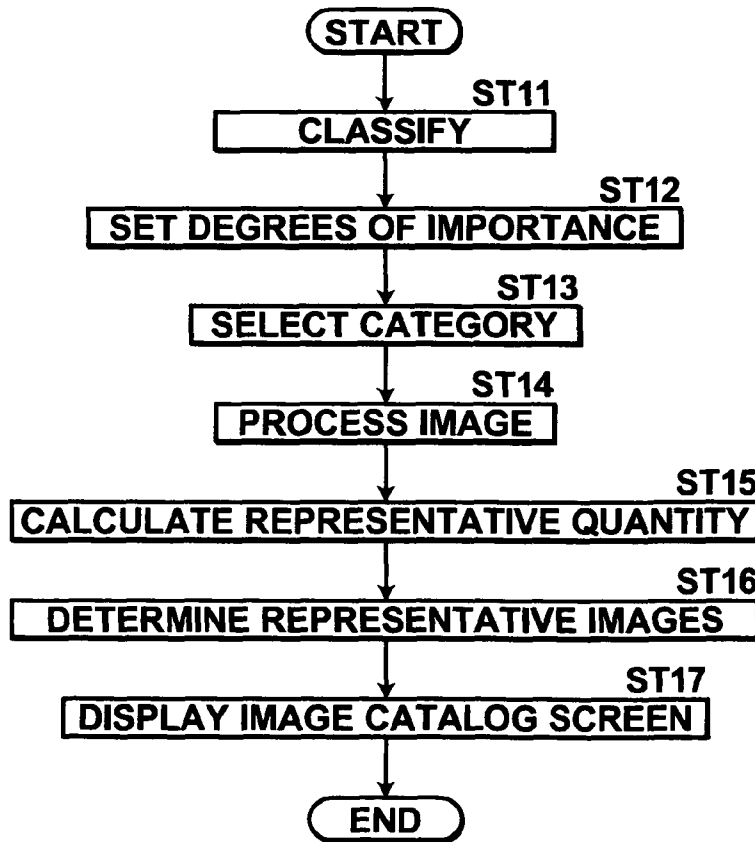 START
ST11
CLASSIFY
ST12
SET DEGREES OF IMPORTANCE
ST13
SELECT CATEGORY
ST14
PROCESS IMAGE
ST15
CALCULATE REPRESENTATIVE QUANTITY
ST16
DETERMINE REPRESENTATIVE IMAGES
ST17
DISPLAY IMAGE CATALOG SCREEN
END